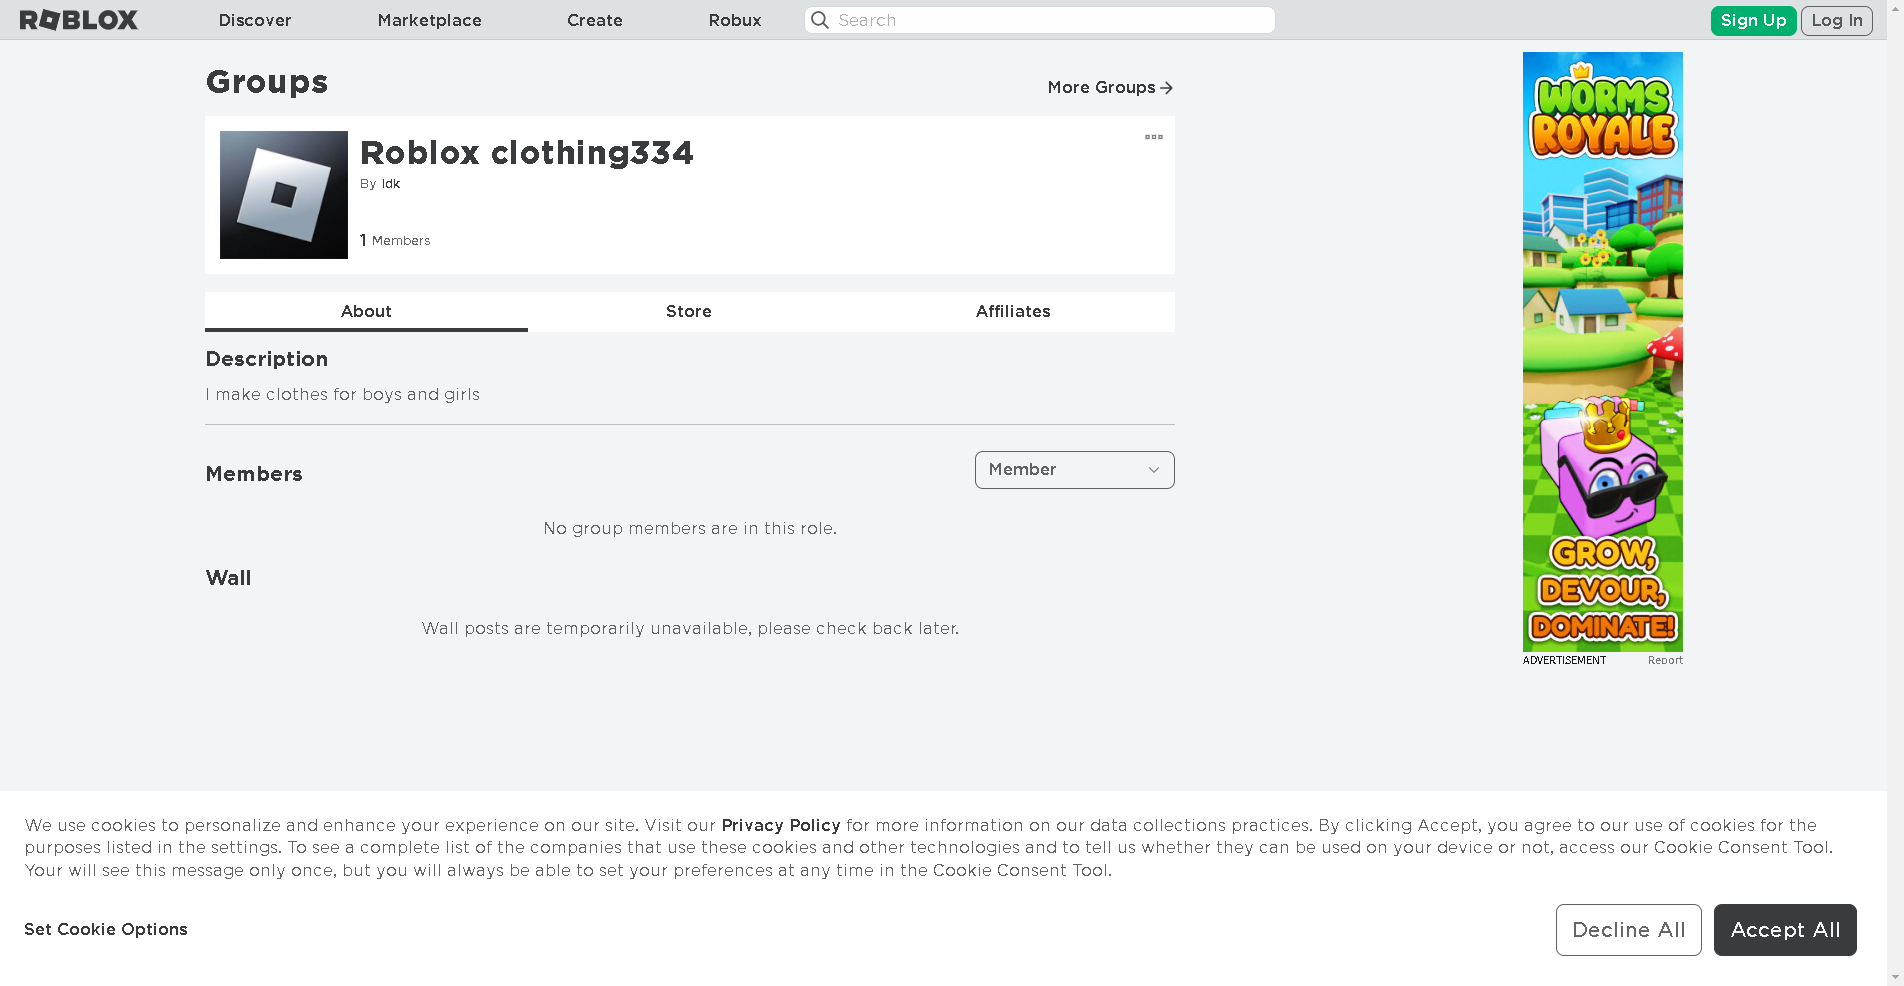 ROBLOX
Discover
Marketplace
Create
Robux
Search
Sign Up
Log In
Groups
More Groups
Roblox clothing334
By Idk
1 Members
About
Store
Affiliates
Description
I make clothes for boys and girls
Members
Member
No group members are in this role.
Wall
Wall posts are temporarily unavailable, please check back later.
WORMS
ROYALE
GROW,
DEVOUR,
DOMINATE!
ADVERTISEMENT
Report
We use cookies to personalize and enhance your experience on our site. Visit our Privacy Policy for more information on our data collections practices. By clicking Accept, you agree to our use of cookies for the
purposes listed in the settings. To see a complete list of the companies that use these cookies and other technologies and to tell us whether they can be used on your device or not, access our Cookie Consent Tool.
Your will see this message only once, but you will always be able to set your preferences at any time in the Cookie Consent Tool.
Set Cookie Options
Decline All
Accept All